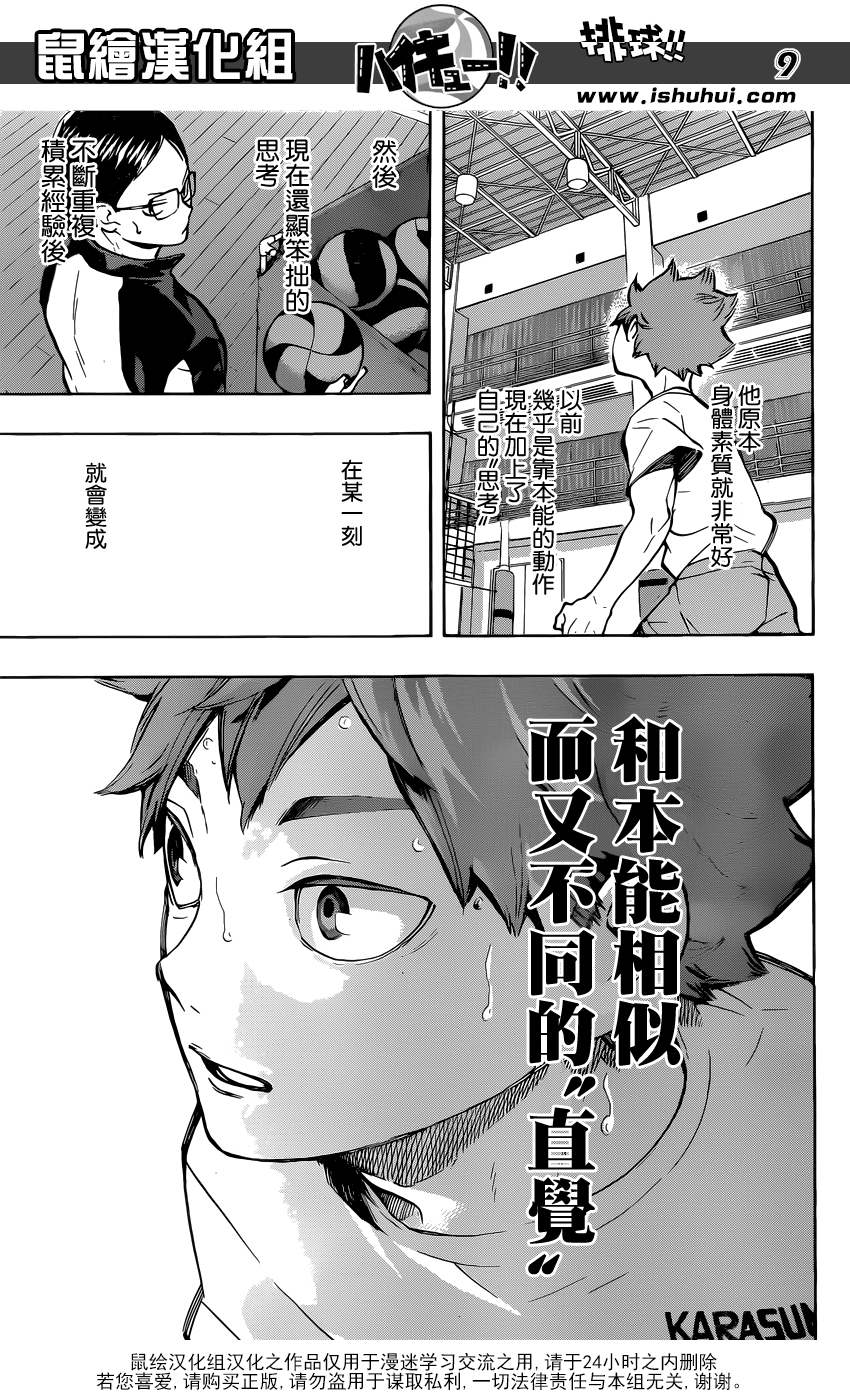 鼠繪漢化組
ハイキュー!!
排球!!
9
www.ishuhui.com
他原本
身體素質就非常好
以前
幾乎是靠本能的動作
現在加上了
自己的"思考"
然後
現在還顯笨拙的
思考
不斷重複
積累經驗後
在某一刻
就會變成
和本能相似
而又不同的"直覺"
KARASUN
鼠绘汉化组汉化之作品仅用于漫迷学习交流之用,请于24小时之内删除
若您喜爱,请购买正版,请勿盗用于谋取私利,一切法律责任与本组无关,谢谢。